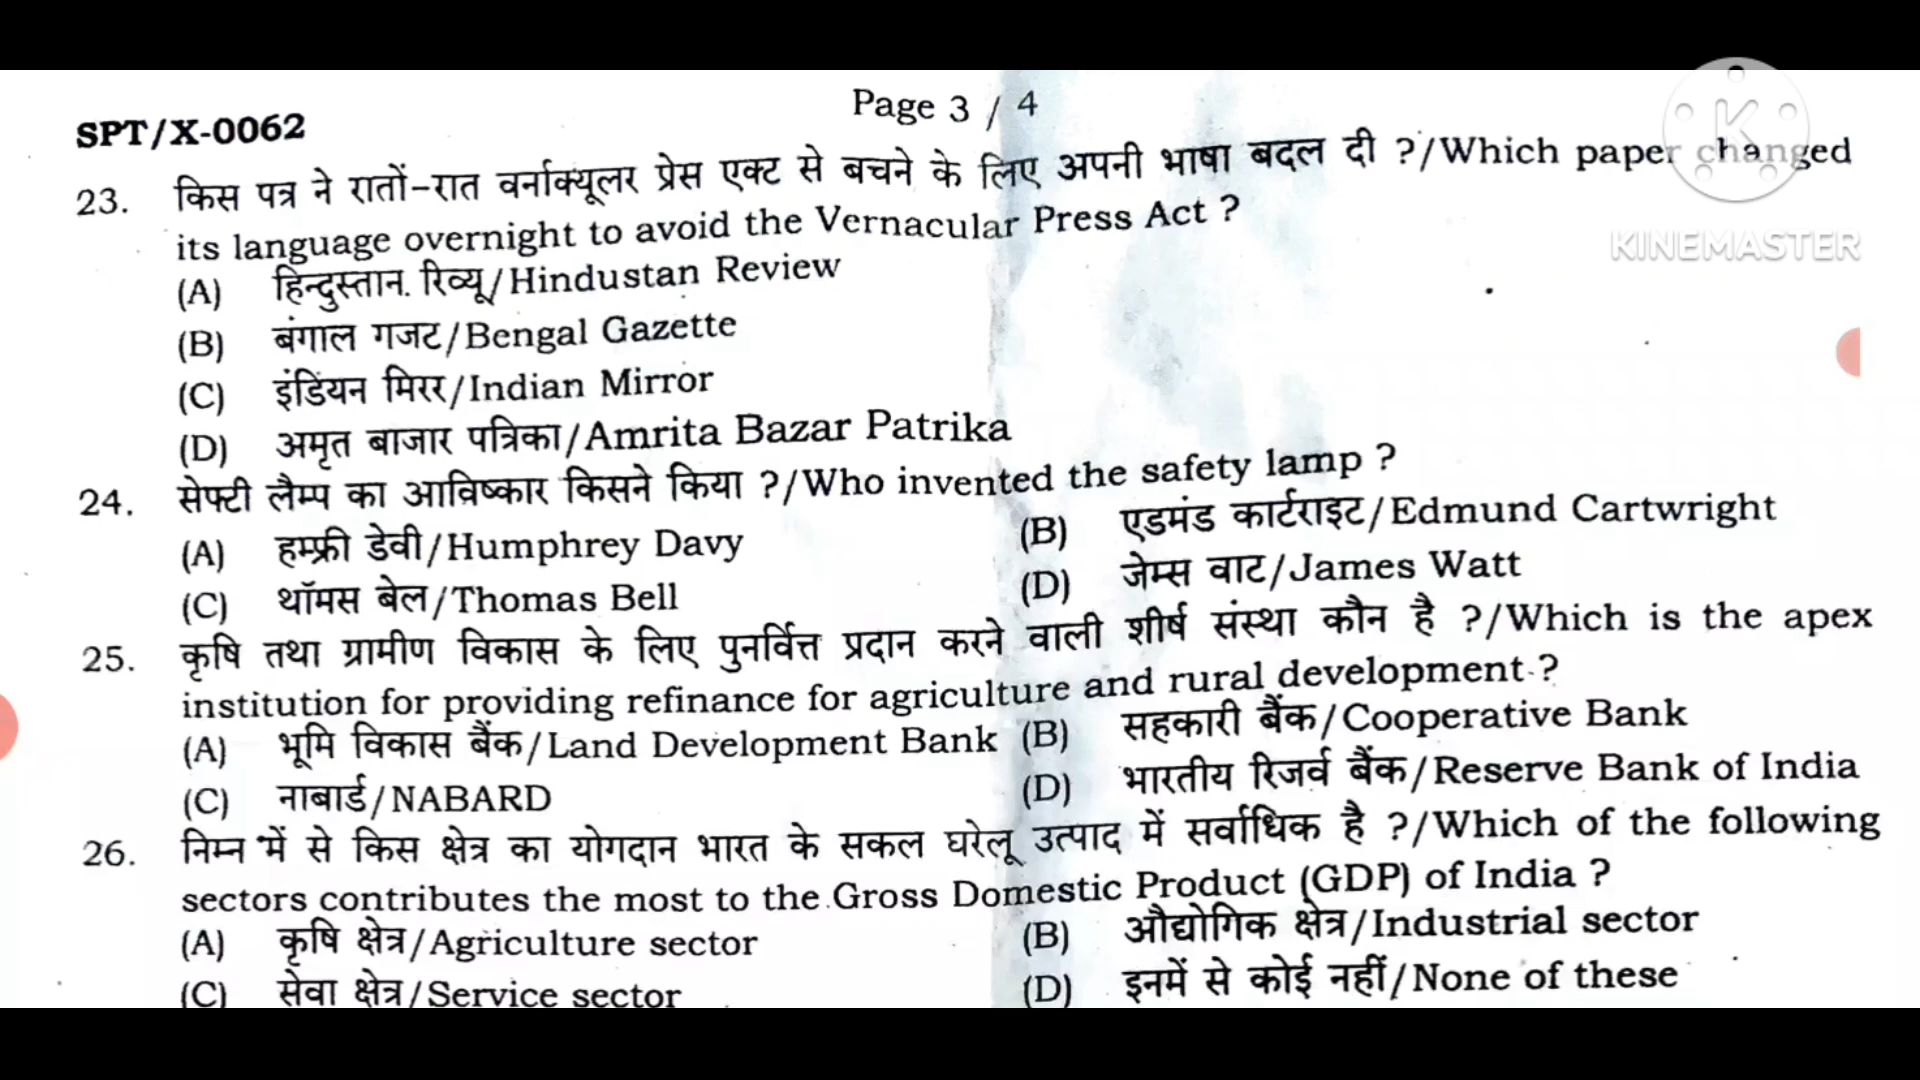 SPT/X-0062
Page 3 / 4
23. किस पत्र ने रातों-रात वर्नाक्यूलर प्रेस एक्ट से बचने के लिए अपनी भाषा बदल दी ?/Which paper changed
its language overnight to avoid the Vernacular Press Act ?
(A) हिन्दुस्तान रिव्यू/Hindustan Review
(B) बंगाल गजट/Bengal Gazette
(C) इंडियन मिरर/Indian Mirror
(D) अमृत बाजार पत्रिका/Amrita Bazar Patrika
24. सेफ्टी लैम्प का आविष्कार किसने किया ?/Who invented the safety lamp ?
(A) हम्फ्री डेवी/Humphrey Davy (B) एडमंड कार्टराइट/Edmund Cartwright
(C) थॉमस बेल/Thomas Bell (D) जेम्स वाट/James Watt
25. कृषि तथा ग्रामीण विकास के लिए पुनर्वित्त प्रदान करने वाली शीर्ष संस्था कौन है ?/Which is the apex
institution for providing refinance for agriculture and rural development ?
(A) भूमि विकास बैंक/Land Development Bank (B) सहकारी बैंक/Cooperative Bank
(C) नाबार्ड/NABARD (D) भारतीय रिजर्व बैंक/Reserve Bank of India
26. निम्न में से किस क्षेत्र का योगदान भारत के सकल घरेलू उत्पाद में सर्वाधिक है ?/Which of the following
sectors contributes the most to the Gross Domestic Product (GDP) of India ?
(A) कृषि क्षेत्र/Agriculture sector (B) औद्योगिक क्षेत्र/Industrial sector
(C) सेवा क्षेत्र/Service sector (D) इनमें से कोई नहीं/None of these
K
KINEMASTER